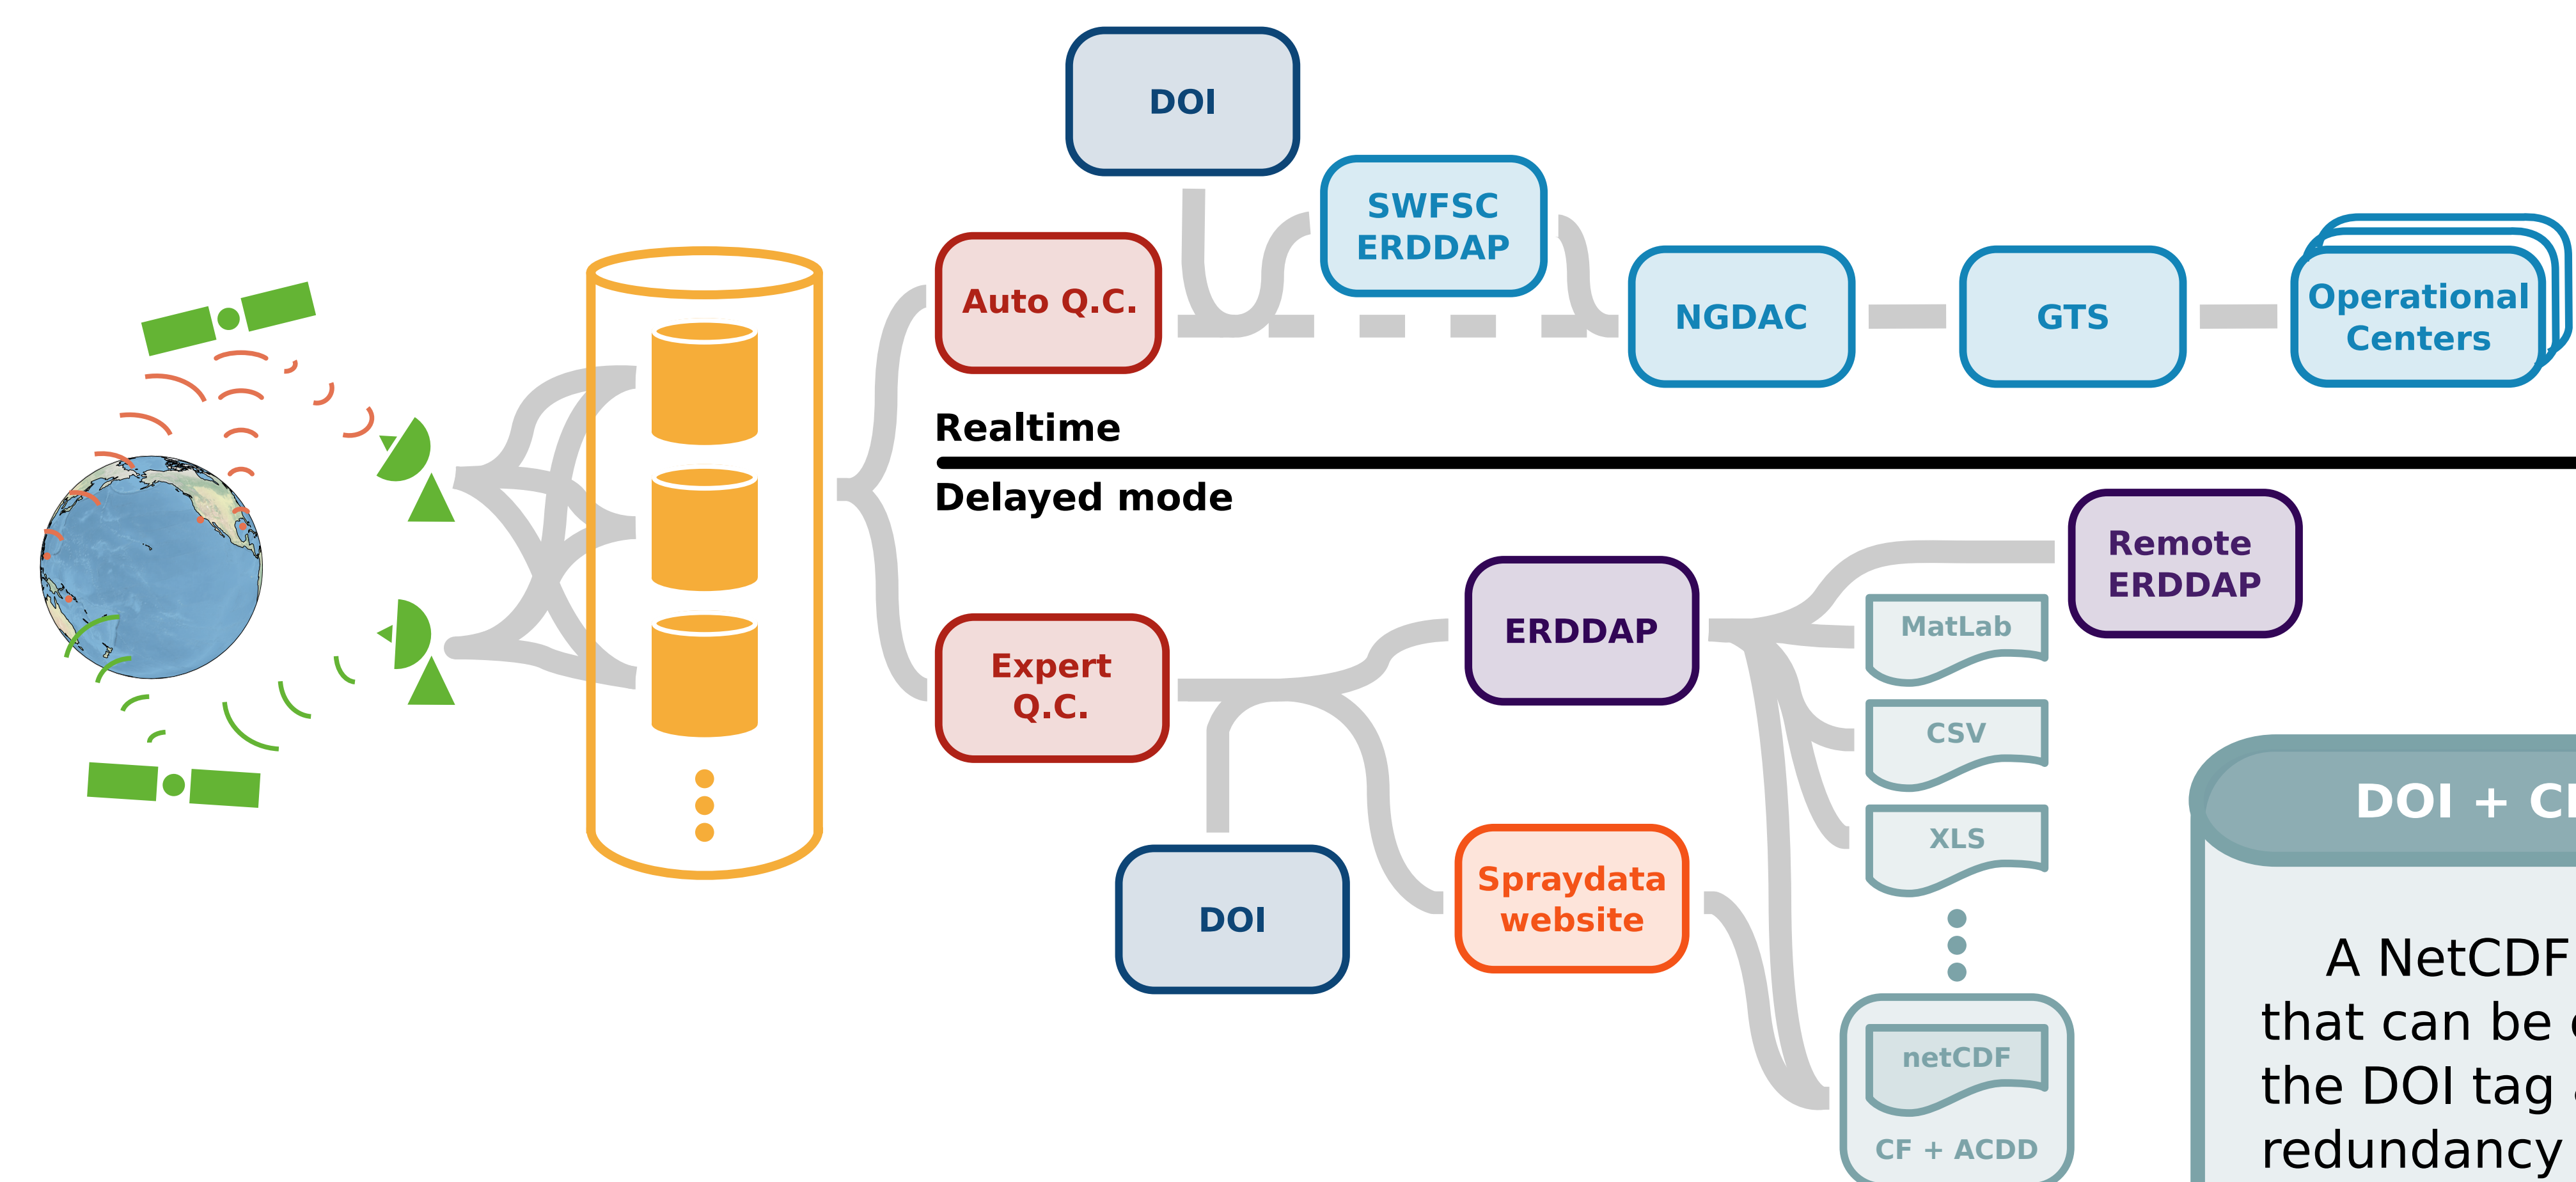 DOI
SWFSC
ERDDAP
Auto Q.C.
NGDAC
GTS
Operational
Centers
Realtime
Delayed mode
Remote
ERDDAP
ERDDAP
MatLab
Expert
Q.C.
CSV
XLS
Spraydata
website
DOI
netCDF
CF + ACDD
DOI + 
A NetCDF
that can be
the DOI tag
redundancy